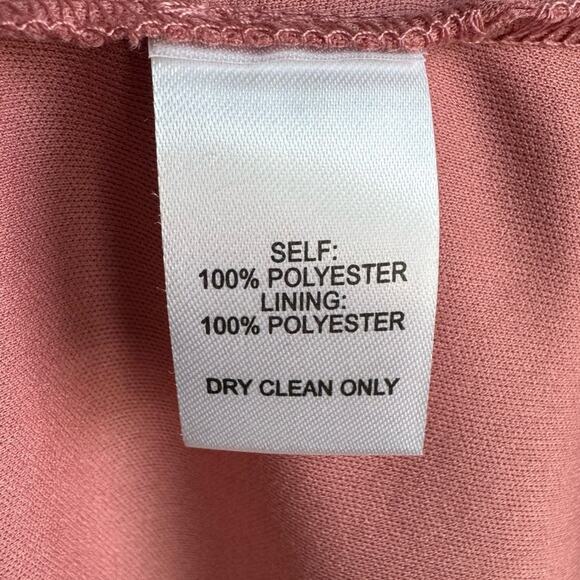 SELF:
100% POLYESTER
LINING:
100% POLYESTER
DRY CLEAN ONLY